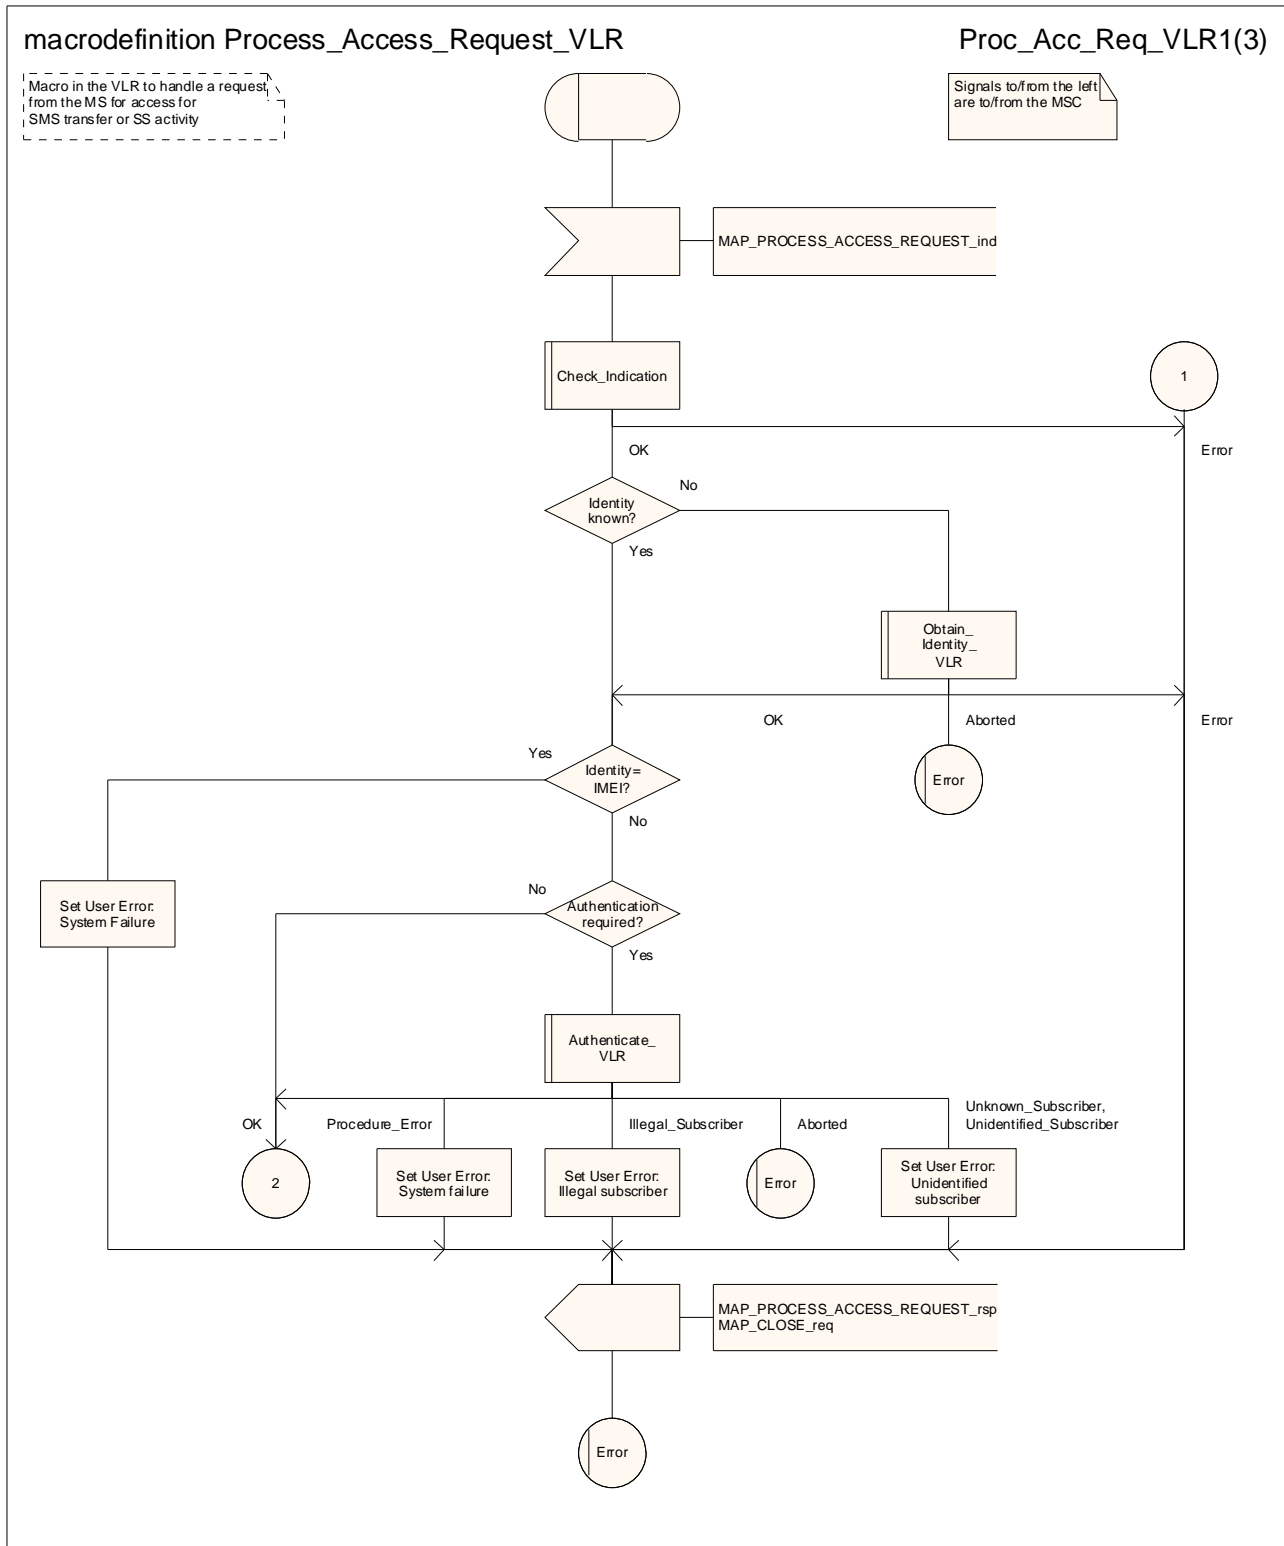 macrodefinition Process_Access_Request_VLR
Proc_Acc_Req_VLR1(3)
Macro in the VLR to handle a request
from the MS for access for
SMS transfer or SS activity
Signals to/from the left
are to/from the MSC
MAP_PROCESS_ACCESS_REQUEST_ind
Check_Indication
1
OK
Error
No
Identity
known?
Yes
Obtain_
Identity_
VLR
OK
Aborted
Error
Yes
Identity=
IMEI?
Error
No
Set User Error:
System Failure
No
Authentication
required?
Yes
Authenticate_
VLR
OK
Procedure_Error
Illegal_Subscriber
Aborted
Unknown_Subscriber,
Unidentified_Subscriber
2
Set User Error:
System failure
Set User Error:
Illegal subscriber
Error
Set User Error:
Unidentified
subscriber
MAP_PROCESS_ACCESS_REQUEST_rsp
MAP_CLOSE_req
Error